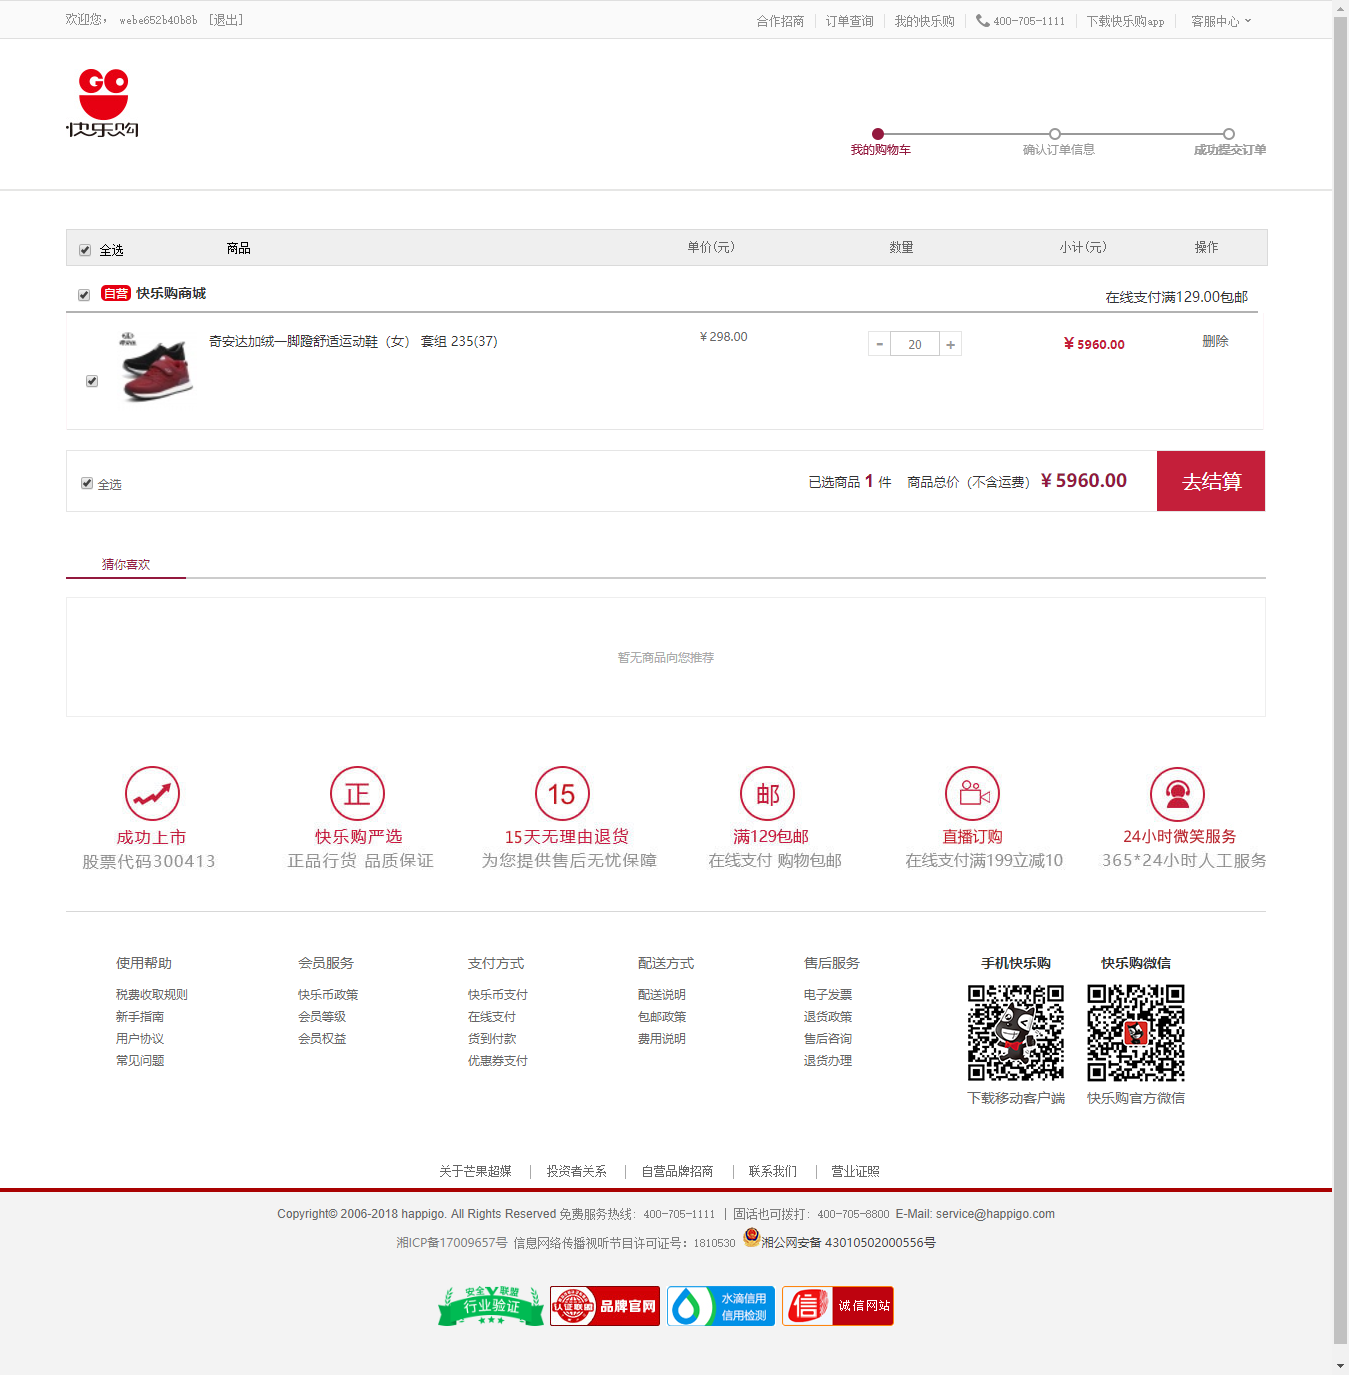 欢迎您， webe652b40b8b [退出]
合作招商 订单查询 我的快乐购 400-705-1111 下载快乐购app 客服中心
GO
快乐购
我的购物车 确认订单信息 成功提交订单
全选 商品 单价(元) 数量 小计(元) 操作
自营 快乐购商城 在线支付满129.00包邮
奇安达加绒一脚蹬舒适运动鞋（女） 套组 235(37) ¥298.00 - 20 + ¥5960.00 删除
全选 已选商品 1 件 商品总价（不含运费） ¥5960.00 去结算
猜你喜欢
暂无商品向您推荐
正 15 邮
成功上市 快乐购严选 15天无理由退货 满129包邮 直播订购 24小时微笑服务
股票代码300413 正品行货 品质保证 为您提供售后无忧保障 在线支付 购物包邮 在线支付满199立减10 365*24小时人工服务
使用帮助 会员服务 支付方式 配送方式 售后服务 手机快乐购 快乐购微信
税费收取规则 快乐币政策 快乐币支付 配送说明 电子发票
新手指南 会员等级 在线支付 包邮政策 退货政策
用户协议 会员权益 货到付款 费用说明 售后咨询
常见问题 优惠券支付 退货办理
下载移动客户端 快乐购官方微信
关于芒果超媒 | 投资者关系 | 自营品牌招商 | 联系我们 | 营业证照
Copyright© 2006-2018 happigo. All Rights Reserved 免费服务热线：400-705-1111 | 固话也可拨打：400-705-8800 E-Mail: service@happigo.com
湘ICP备17009657号 信息网络传播视听节目许可证号：1810530 湘公网安备 43010502000556号
安全联盟 行业验证 认证联盟 品牌官网 水滴信用 信用检测 信 诚信网站